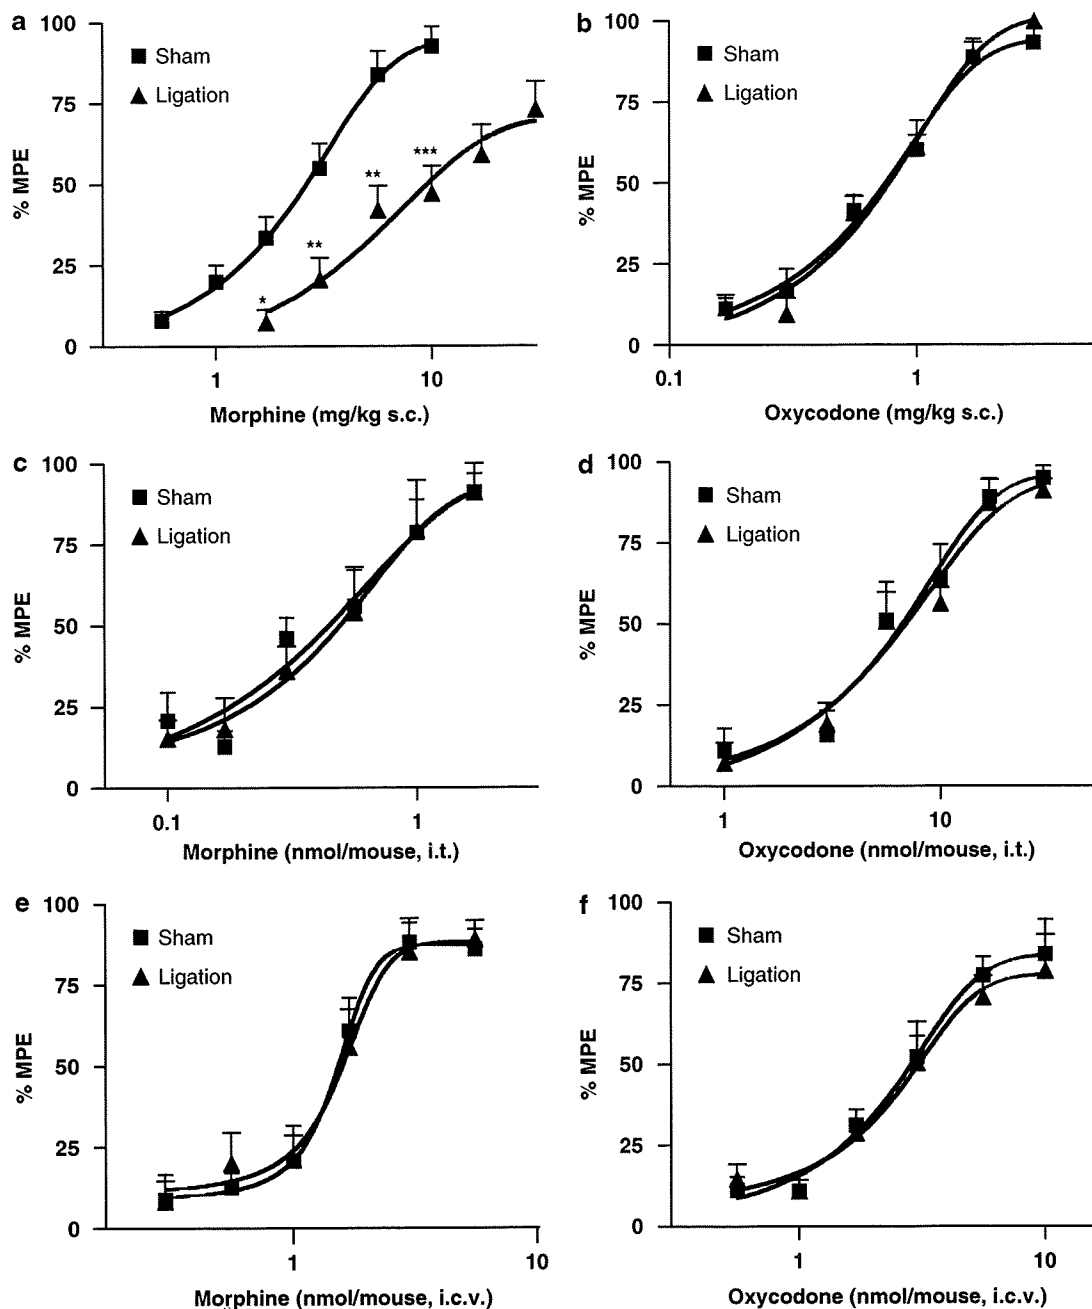 a
100
75
50
25
0
% MPE
Sham
Ligation
*
**
**
***
1
10
Morphine (mg/kg s.c.)
b
100
75
50
25
0
% MPE
Sham
Ligation
0.1
1
Oxycodone (mg/kg s.c.)
c
100
75
50
25
0
% MPE
Sham
Ligation
0.1
1
Morphine (nmol/mouse, i.t.)
d
100
75
50
25
0
% MPE
Sham
Ligation
1
10
Oxycodone (nmol/mouse, i.t.)
e
100
75
50
25
0
% MPE
Sham
Ligation
1
10
Morphine (nmol/mouse, i.c.v.)
f
100
75
50
25
0
% MPE
Sham
Ligation
1
10
Oxycodone (nmol/mouse, i.c.v.)